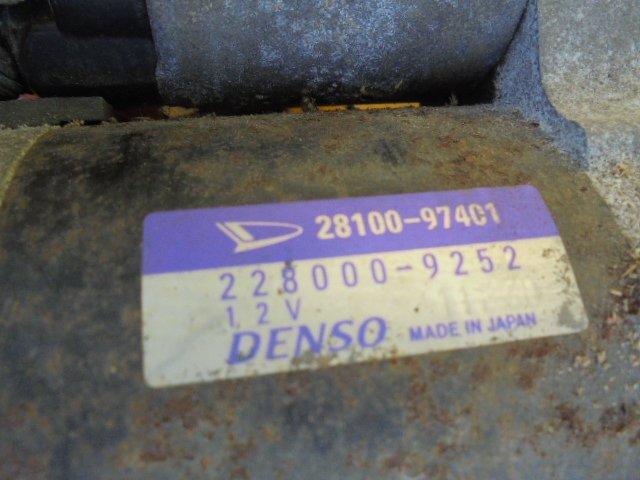 28100-97401
228000-9252
12V
DENSO MADE IN JAPAN